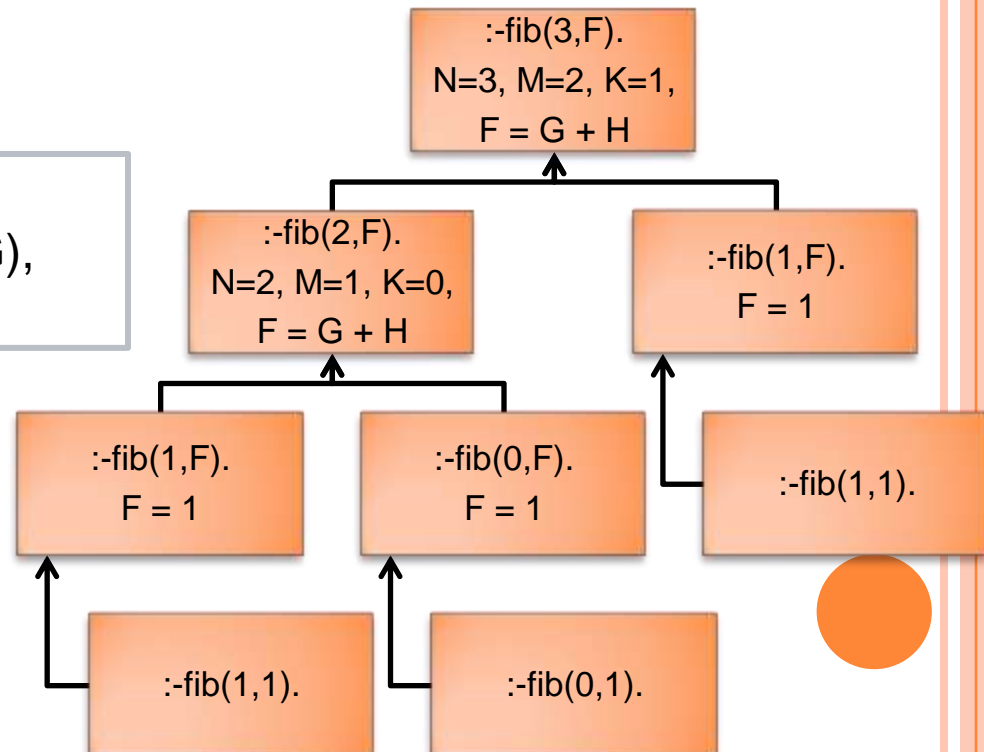 :-fib(3,F).
N=3, M=2, K=1,
F = G + H
),
:-fib(2,F).
N=2, M=1, K=0,
F = G + H
:-fib(1,F).
F = 1
:-fib(1,F).
F = 1
:-fib(0,F).
F = 1
:-fib(1,1).
:-fib(1,1).
:-fib(0,1).